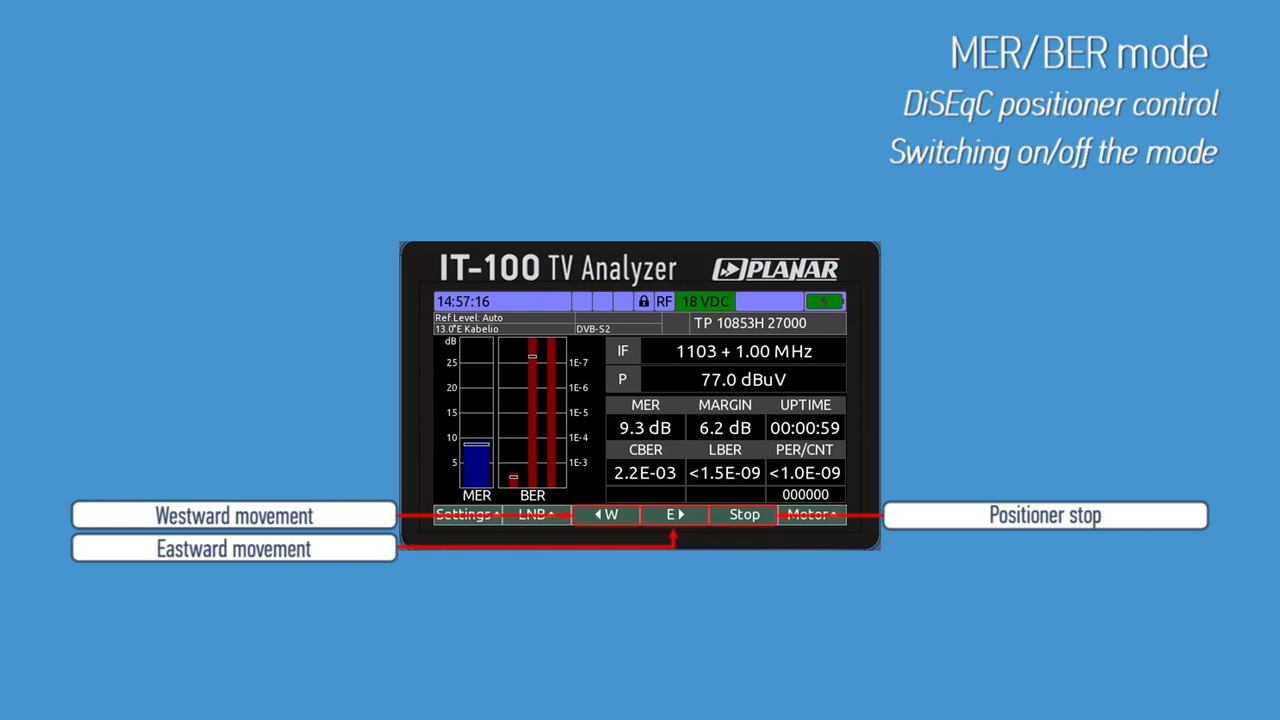 MER/BER mode
DiSEqC positioner control
Switching on/off the mode
IT-100 TV Analyzer PLANAR
14:57:16 RF 18 VDC
Ref.Level: Auto
13.0°E Kabelio DVB-S2 TP 10853H 27000
dB
25
20
15
10
5
MER
1E-7
1E-6
1E-5
1E-4
1E-3
BER
IF 1103 + 1.00 MHz
P 77.0 dBuV
MER MARGIN UPTIME
9.3 dB 6.2 dB 00:00:59
CBER LBER PER/CNT
2.2E-03 <1.5E-09 <1.0E-09
000000
Settings LNB W E Stop Motor
Westward movement
Eastward movement
Positioner stop